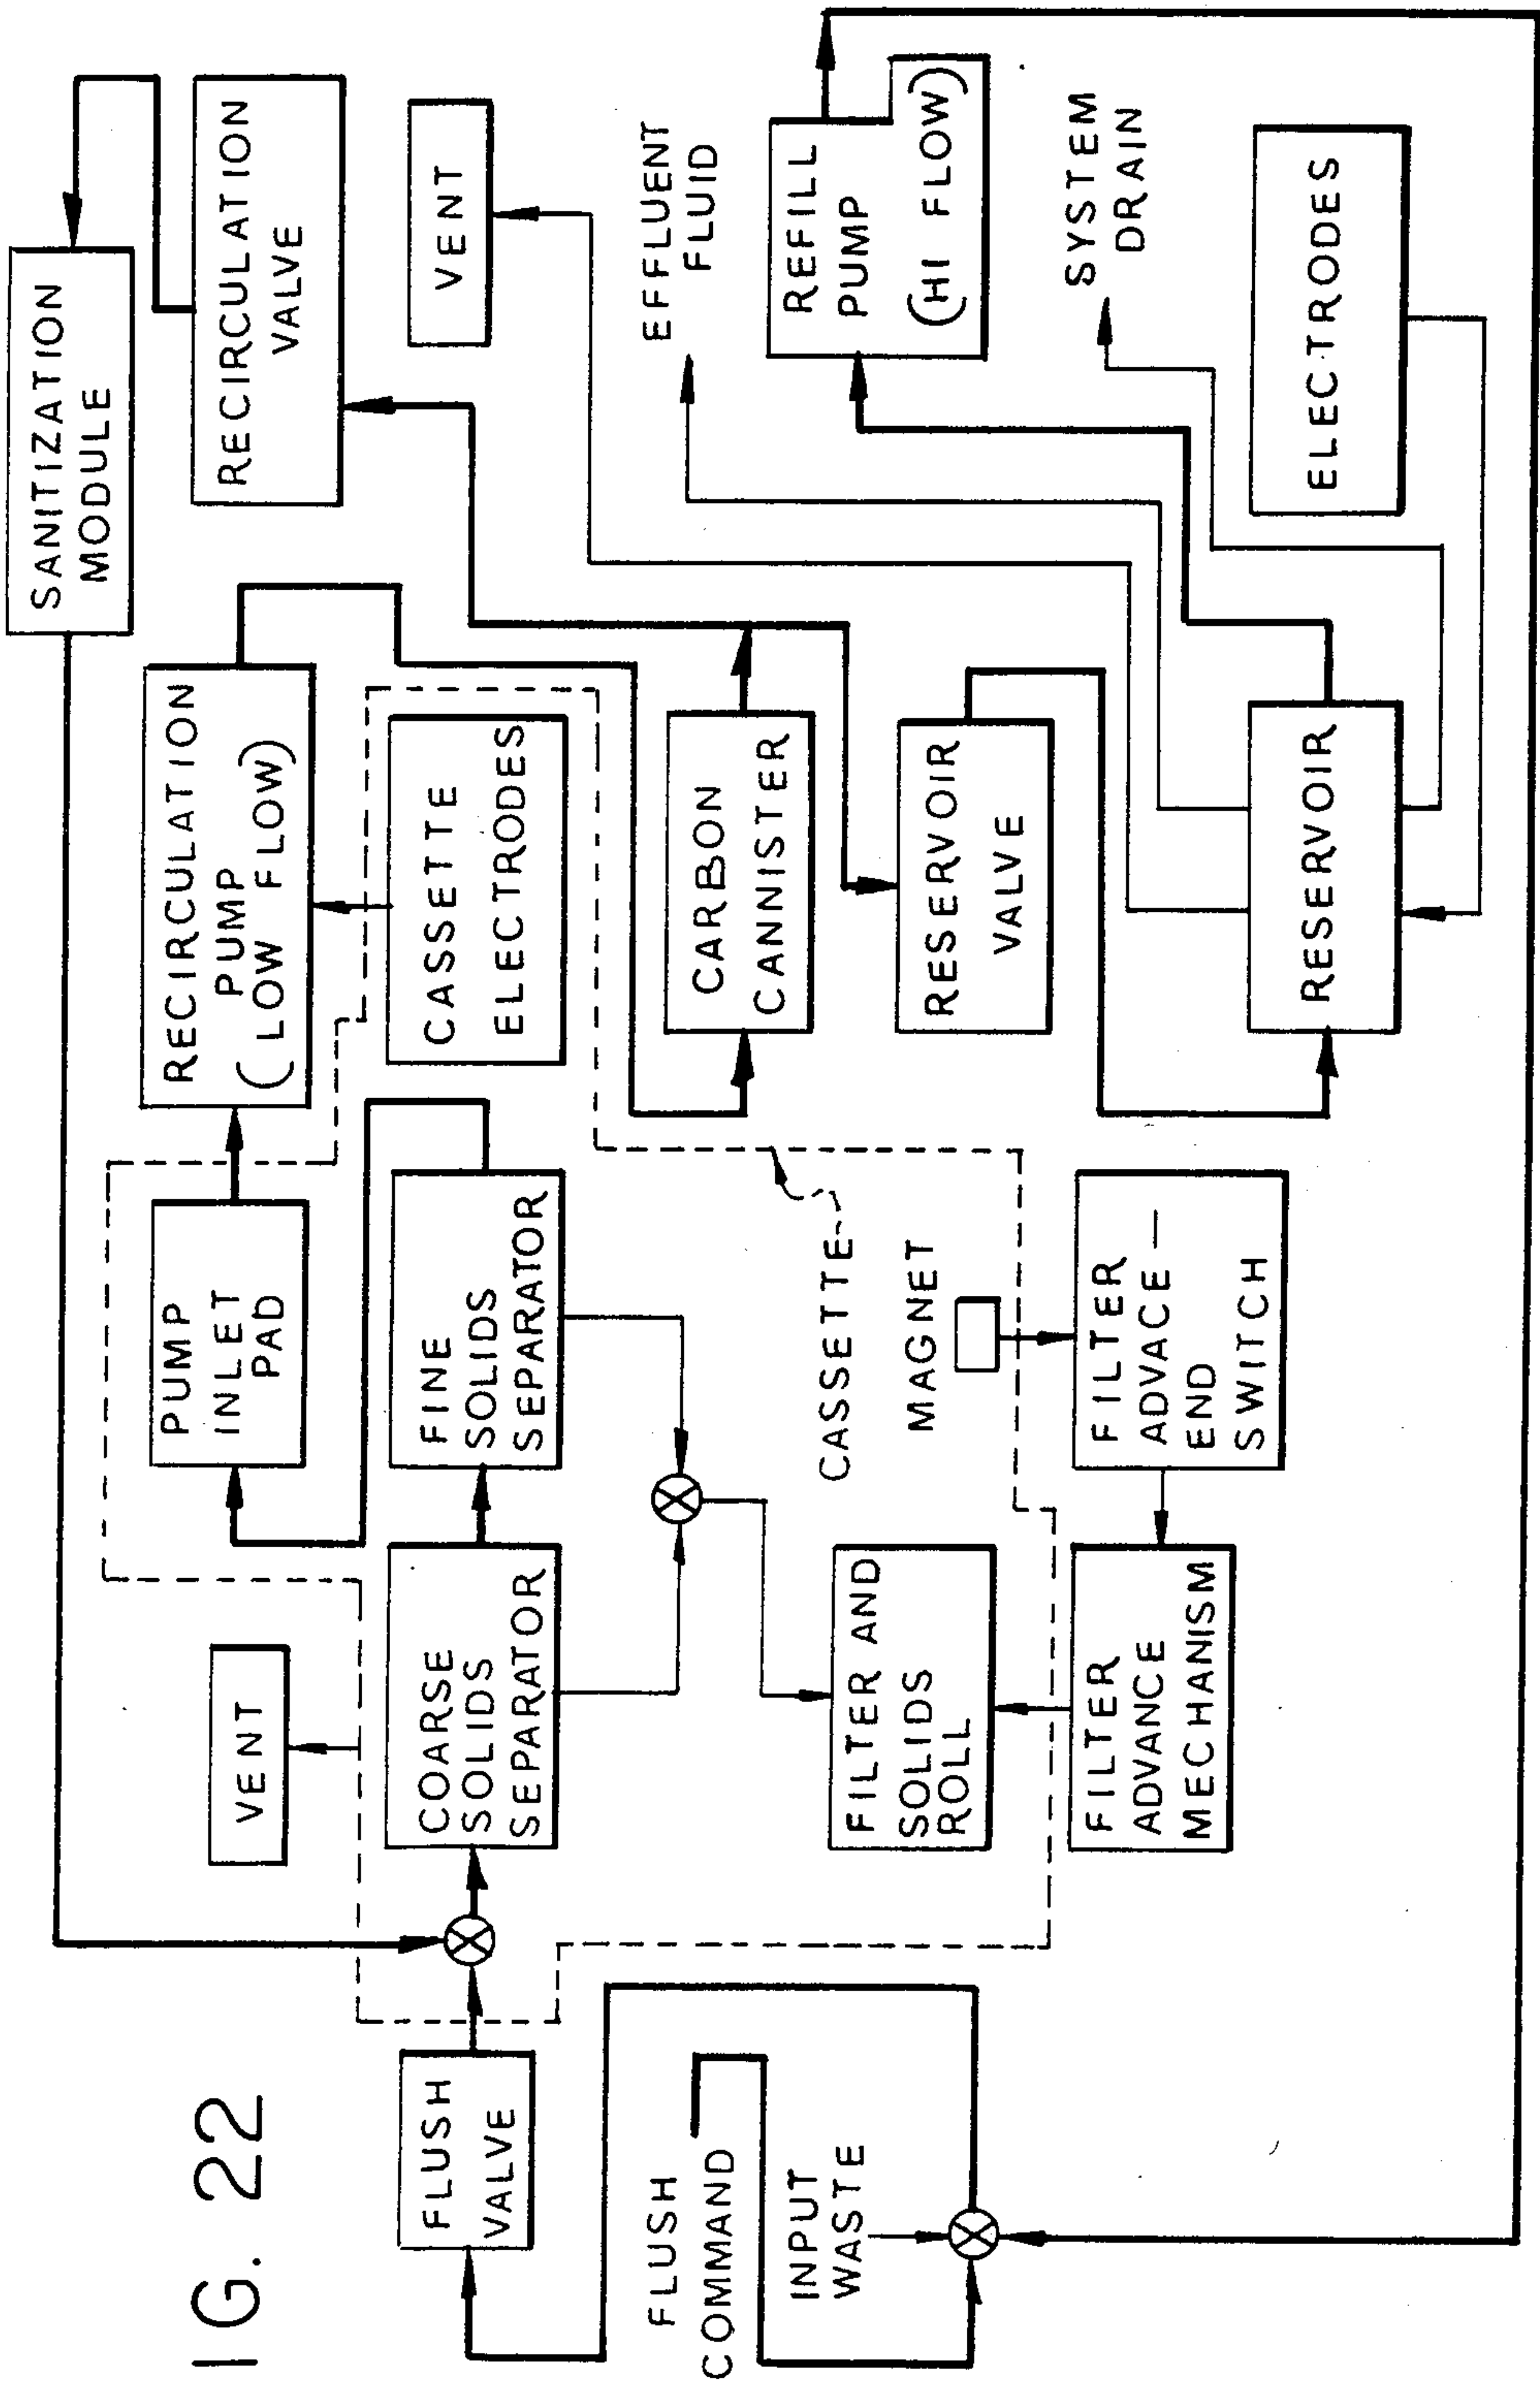 IG. 22
SANITIZATION
MODULE
RECIRCULATION
VALVE
RECIRCULATION
PUMP
(LOW FLOW)
PUMP
INLET
PAD
VENT
FLUSH
VALVE
COARSE
SOLIDS
SEPARATOR
FINE
SOLIDS
SEPARATOR
CASSETTE
ELECTRODES
VENT
FLUSH
COMMAND
INPUT
WASTE
FILTER AND
SOLIDS
ROLL
CASSETTE
MAGNET
CARBON
CANNISTER
RESERVOIR
VALVE
EFFLUENT
FLUID
REFILL
PUMP
(HI FLOW)
SYSTEM
DRAIN
FILTER
ADVANCE
MECHANISM
FILTER
ADVACE—
END
SWITCH
RESERVOIR
ELECTRODES